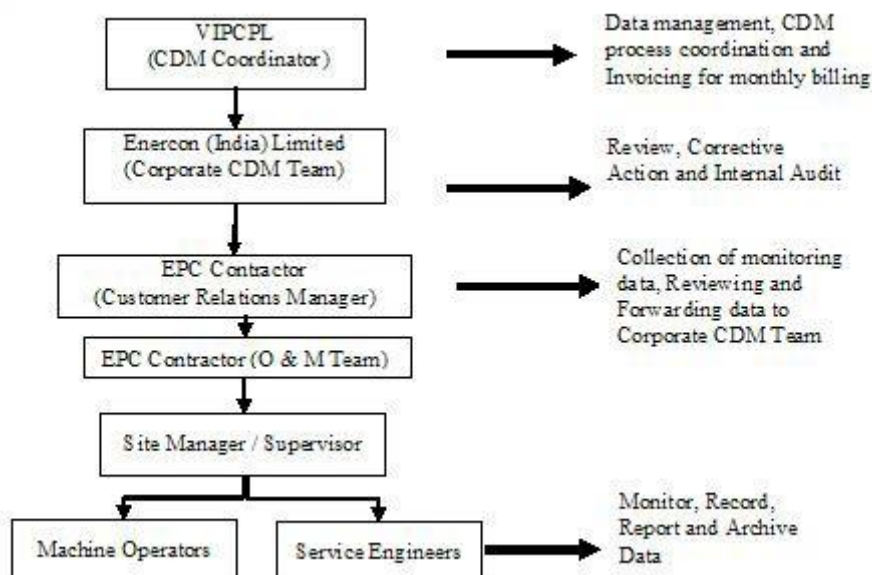 VIPCPL
(CDM Coordinator)
Data management, CDM
process coordination and
Invoicing for monthly billing
Enercon (India) Limited
(Corporate CDM Team)
Review, Corrective
Action and Internal Audit
EPC Contractor
(Customer Relations Manager)
Collection of monitoring
data, Reviewing and
Forwarding data to
Corporate CDM Team
EPC Contractor (O & M Team)
Site Manager / Supervisor
Machine Operators
Service Engineers
Monitor, Record,
Report and Archive
Data